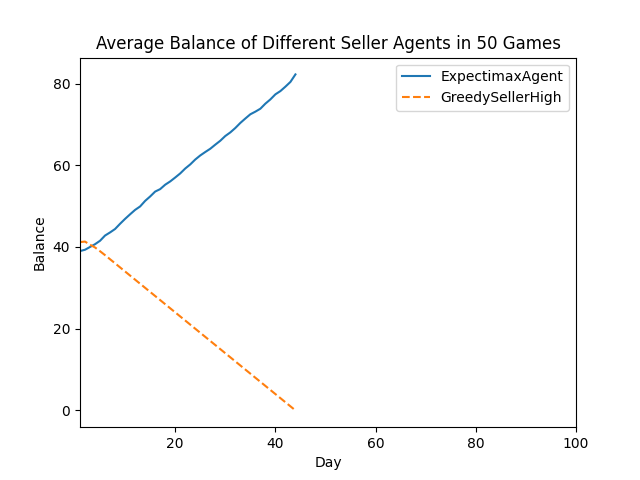 Average Balance of Different Seller Agents in 50 Games
ExpectimaxAgent
GreedySellerHigh
80
60
40
20
0
Balance
20 40 60 80 100
Day